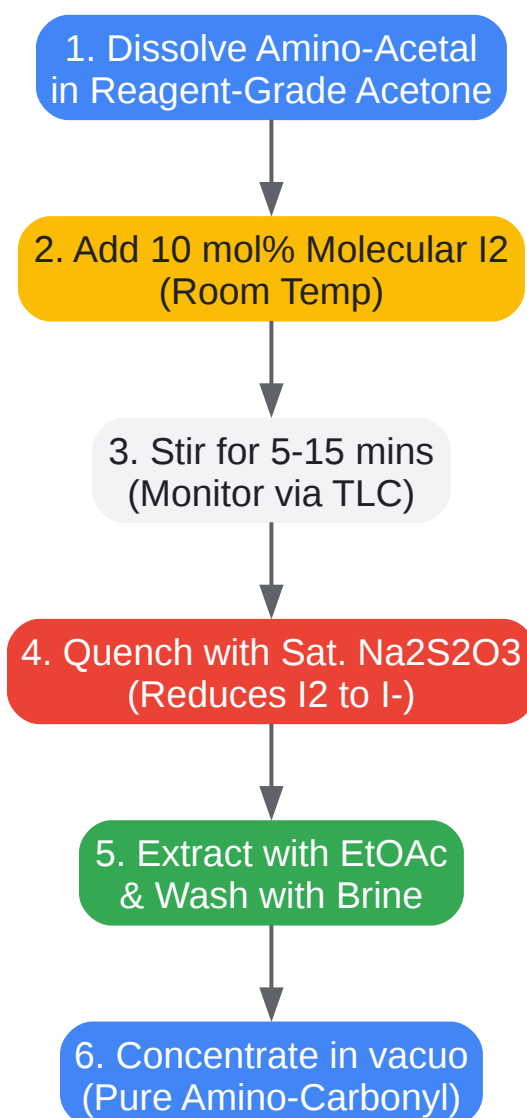 1. Dissolve Amino-Acetal
in Reagent-Grade Acetone
2. Add 10 mol% Molecular I2
(Room Temp)
3. Stir for 5-15 mins
(Monitor via TLC)
4. Quench with Sat. Na2S2O3
(Reduces I2 to I-)
5. Extract with EtOAc
& Wash with Brine
6. Concentrate in vacuo
(Pure Amino-Carbonyl)